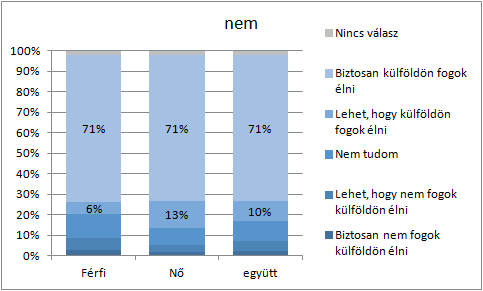 nem
100%
90%
80%
70%
60%
50%
40%
30%
20%
10%
0%
71%
71%
71%
6%
13%
10%
Férfi
Nő
együtt
Nincs válasz
Biztosan külföldön fogok
élni
Lehet, hogy külföldön
fogok élni
Nem tudom
Lehet, hogy nem fogok
külföldön élni
Biztosan nem fogok
külföldön élni